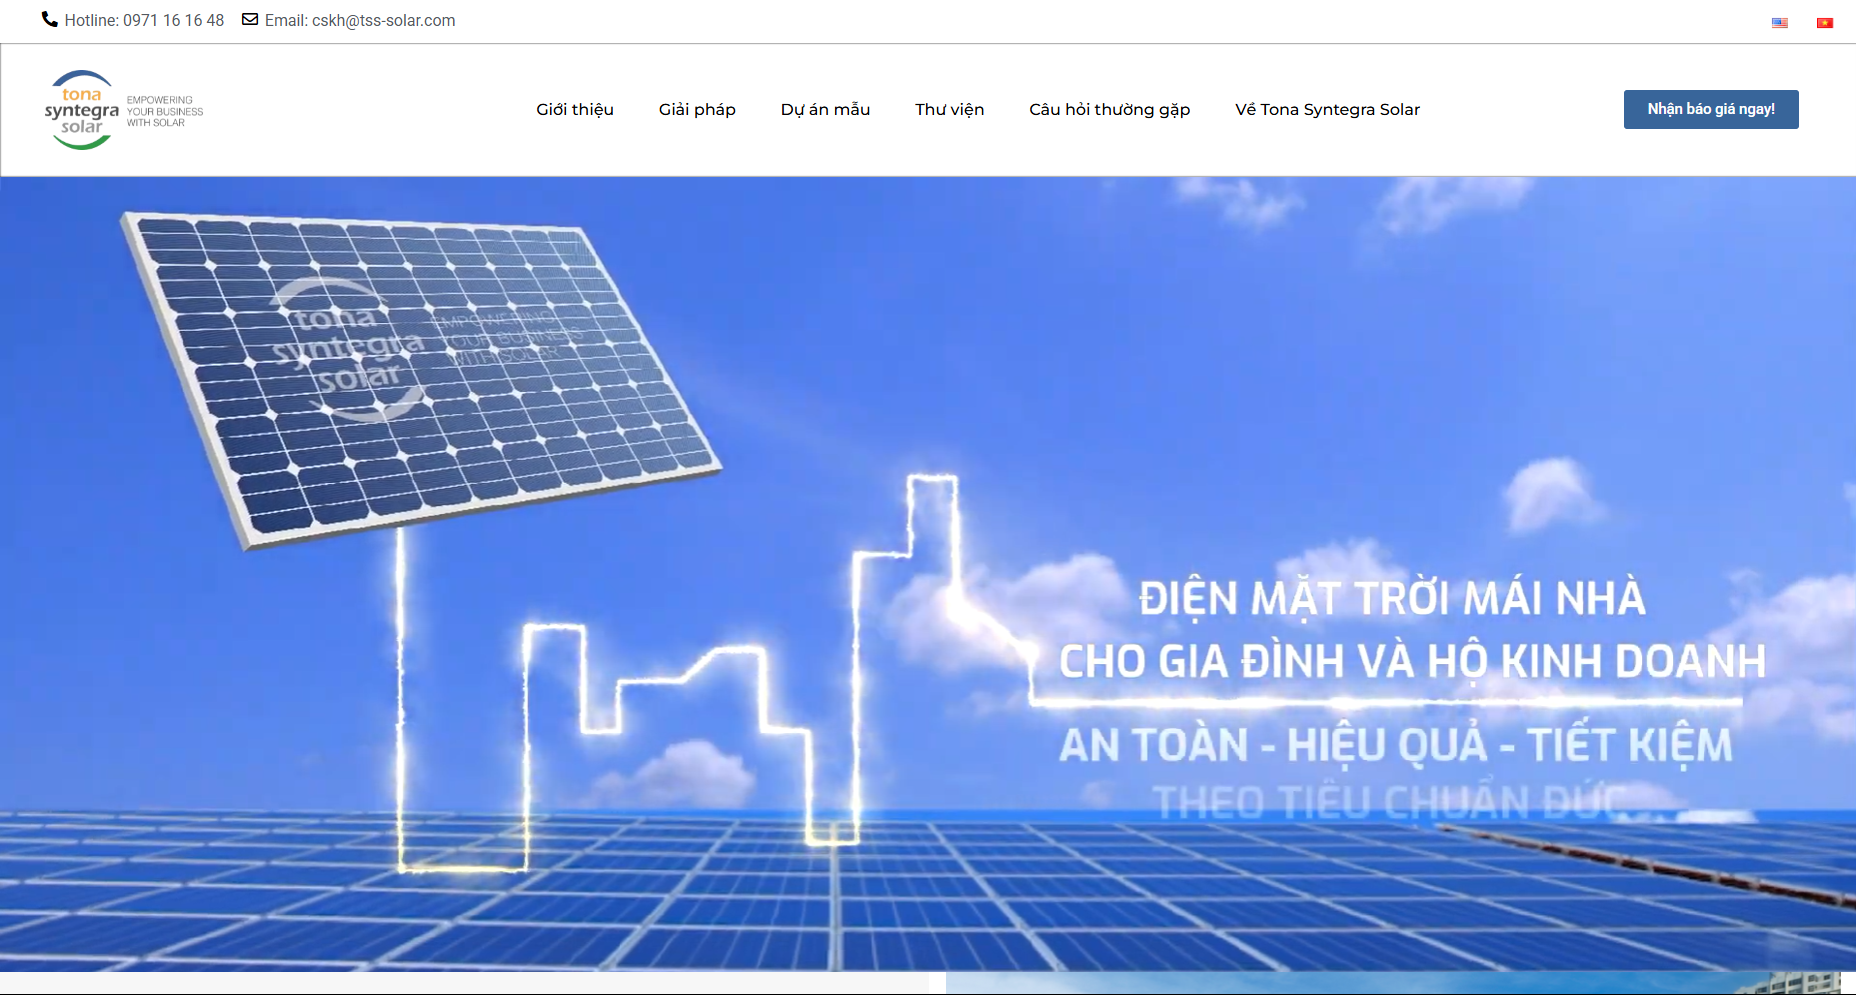 Hotline: 0971 16 16 48 Email: cskh@tss-solar.com
tona
syntegra
solar
EMPOWERING
YOUR BUSINESS
WITH SOLAR
Giới thiệu Giải pháp Dự án mẫu Thư viện Câu hỏi thường gặp Về Tona Syntegra Solar
Nhận báo giá ngay!
tona
syntegra
solar
EMPOWERING
YOUR BUSINESS
WITH SOLAR
ĐIỆN MẶT TRỜI MÁI NHÀ
CHO GIA ĐÌNH VÀ HỘ KINH DOANH
AN TOÀN - HIỆU QUẢ - TIẾT KIỆM
THEO TIÊU CHUẨN ĐỨC